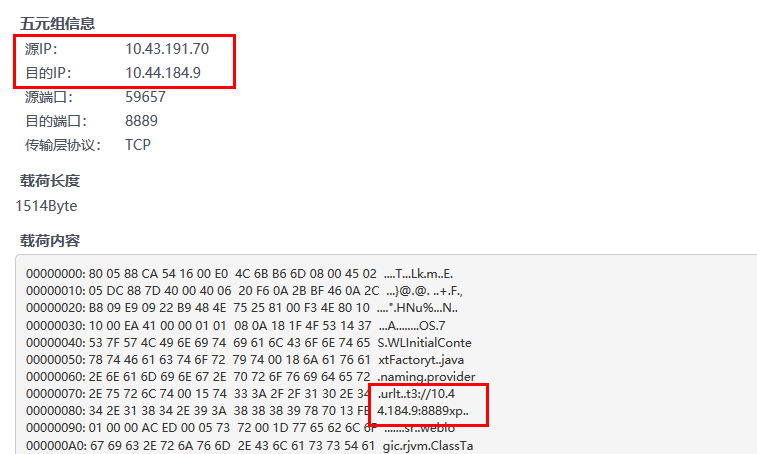 五元组信息
源IP： 10.43.191.70
目的IP： 10.44.184.9
源端口： 59657
目的端口： 8889
传输层协议： TCP
载荷长度
1514Byte
载荷内容
00000000: 80 05 88 CA 54 16 00 E0 4C 6B B6 6D 08 00 45 02 ....T...Lk.m..E.
00000010: 05 DC 88 7D 40 00 40 06 20 F6 0A 2B BF 46 0A 2C ...}@.@. ..+.F.,
00000020: B8 09 E9 09 22 B9 48 4E 75 25 81 00 F3 4E 80 10 ....".HNu%...N..
00000030: 10 00 EA 41 00 00 01 01 08 0A 18 1F 4F 53 14 37 ...A........OS.7
00000040: 53 7F 57 4C 49 6E 69 74 69 61 6C 43 6F 6E 74 65 S.WLInitialConte
00000050: 78 74 46 61 63 74 6F 72 79 74 00 18 6A 61 76 61 xtFactoryt..java
00000060: 2E 6E 61 6D 69 6E 67 2E 70 72 6F 76 69 64 65 72 .naming.provider
00000070: 2E 75 72 6C 74 00 15 74 33 3A 2F 2F 31 30 2E 34 .urlt..t3://10.4
00000080: 34 2E 31 38 34 2E 39 3A 38 38 38 39 78 70 13 FE 4.184.9:8889xp..
00000090: 01 00 00 AC ED 00 05 73 72 00 1D 77 65 62 6C 6F .......sr..weblo
000000A0: 67 69 63 2E 72 6A 76 6D 2E 43 6C 61 73 73 54 61 gic.rjvm.ClassTa